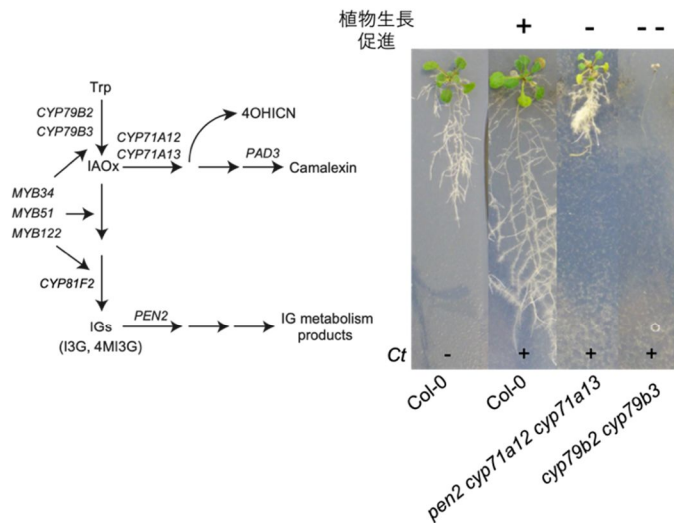 植物生長
促進
+
-
- -
Trp
CYP79B2
CYP79B3
CYP71A12
CYP71A13
4OHICN
IAOx
PAD3
Camalexin
MYB34
MYB51
MYB122
CYP81F2
IGs
(I3G, 4MI3G)
PEN2
IG metabolism
products
Ct
-
+
+
+
Col-0
Col-0
pen2 cyp71a12 cyp71a13
cyp79b2 cyp79b3